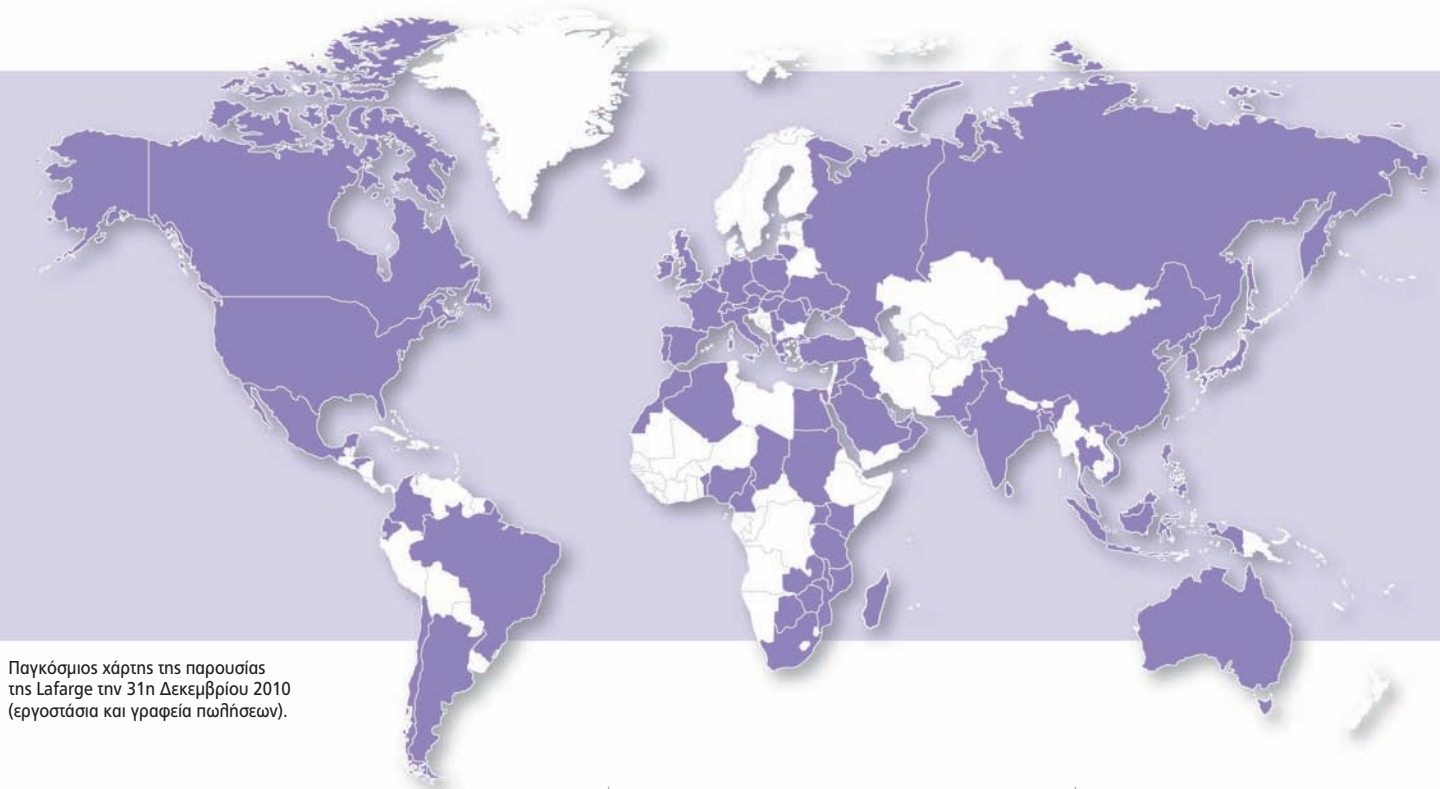 Παγκόσμιος χάρτης της παρουσίας
της Lafarge την 31η Δεκεμβρίου 2010
(εργοστάσια και γραφεία πωλήσεων).